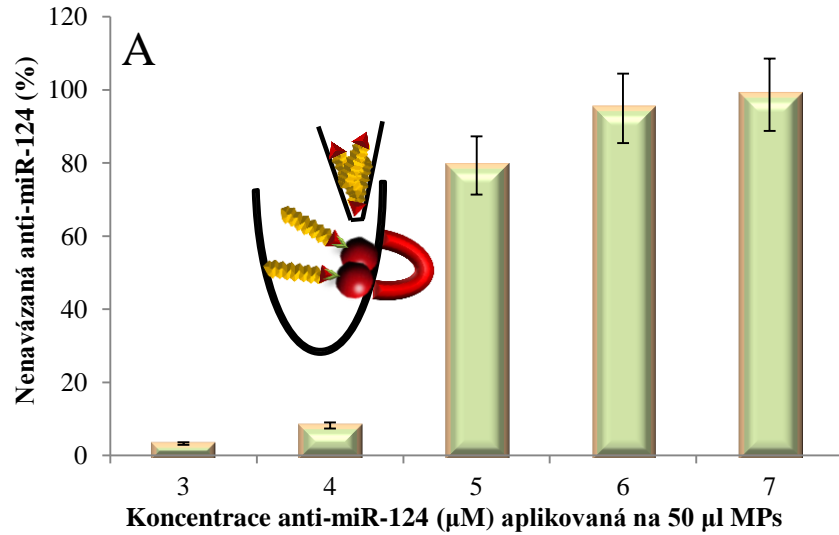 A
Nenavázaná anti-miR-124 (%)
120
100
80
60
40
20
0
3 4 5 6 7
Koncentrace anti-miR-124 (µM) aplikovaná na 50 µl MPs